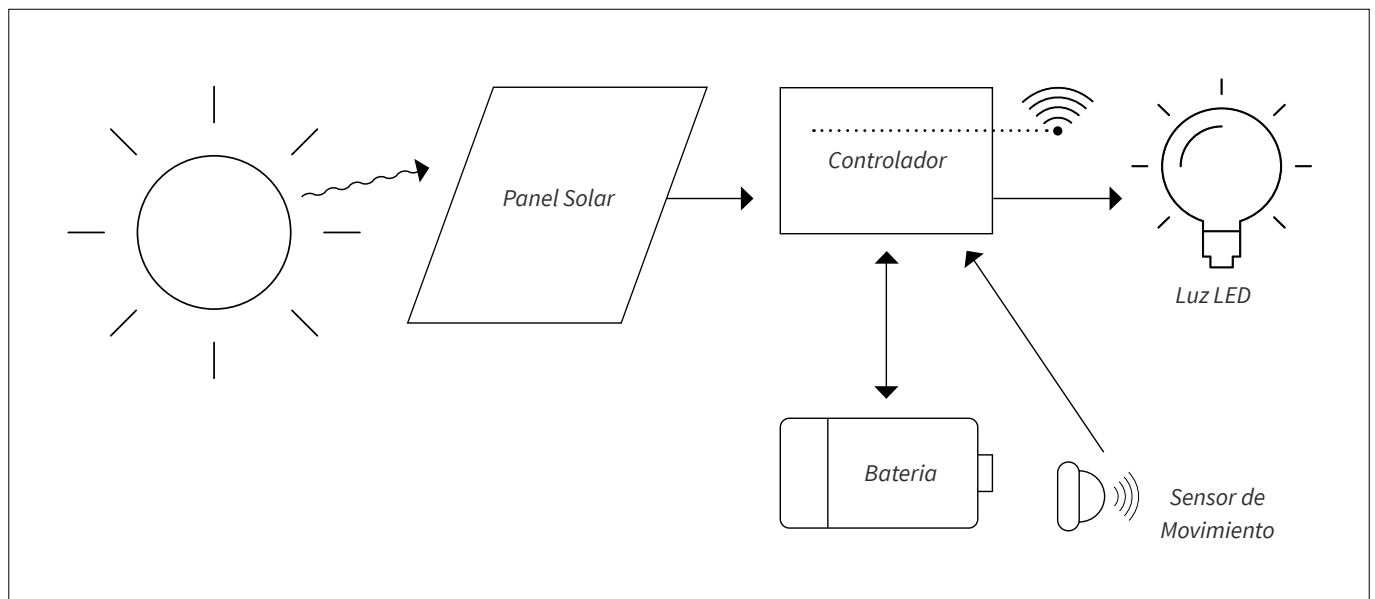 Panel Solar
Controlador
Luz LED
Bateria
Sensor de
Movimiento